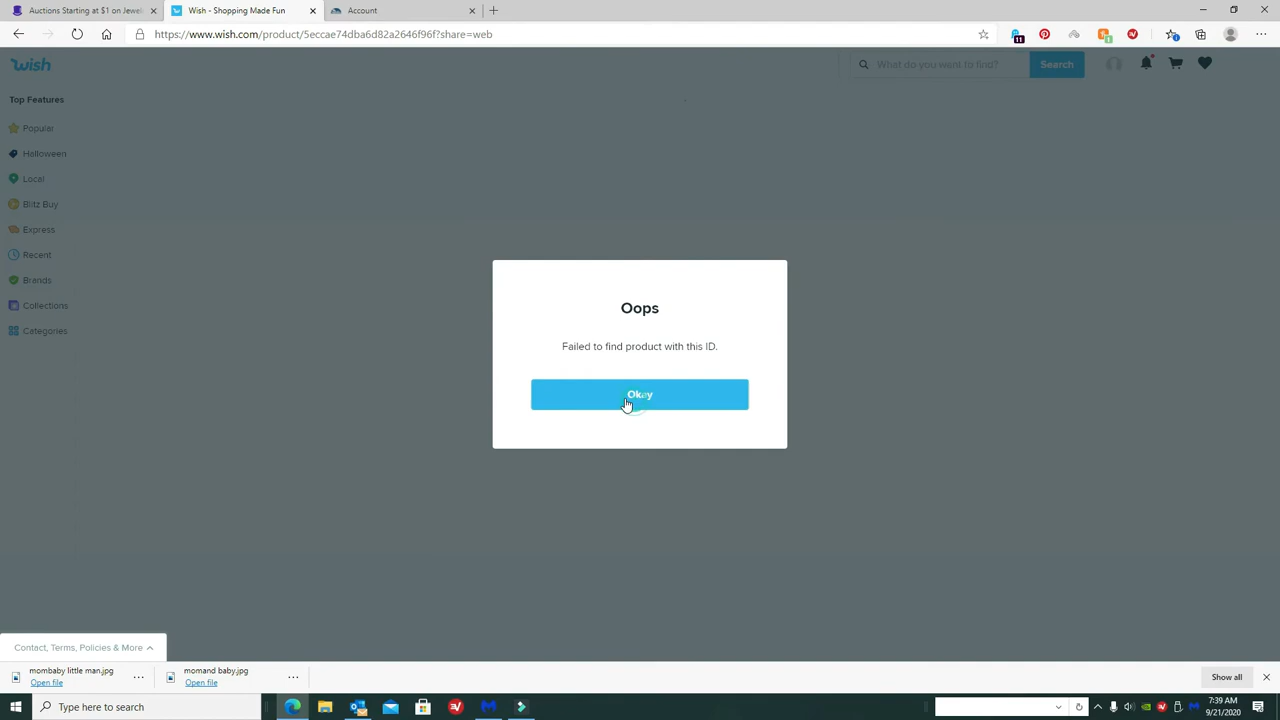 Auctions Starting at $1 on Jewel
Wish - Shopping Made Fun
Account
https://www.wish.com/product/5eccae74dba6d82a2646f96f?share=web
11
1
wish
What do you want to find?
Search
Top Features
Popular
Halloween
Local
Blitz Buy
Express
Recent
Brands
Collections
Categories
Oops
Failed to find product with this ID.
Okay
Contact, Terms, Policies & More
mombaby little man.jpg
Open file
momand baby.jpg
Open file
Show all
Type here to search
7:39 AM
9/21/2020